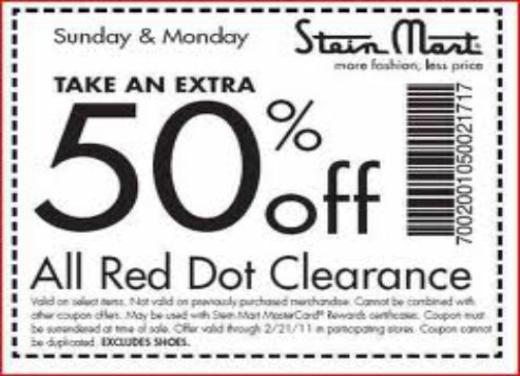 Sunday & Monday
Stein Mart
more fashion, less price
TAKE AN EXTRA
50% off
70020010500021717
All Red Dot Clearance
Valid on select items. Not valid on previously purchased merchandise. Cannot be combined with
other coupon offers. May be used with Stein Mart MasterCard® Rewards certificates. Coupon must
be surrendered at time of sale. Offer valid through 2/21/11 in participating stores. Coupon cannot
be duplicated. EXCLUDES SHOES.